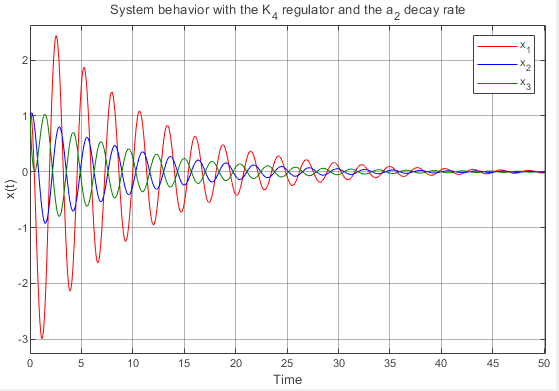 System behavior with the K₄ regulator and the a₂ decay rate
x₁
x₂
x₃
2
1
0
-1
-2
-3
x(t)
0 5 10 15 20 25 30 35 40 45 50
Time